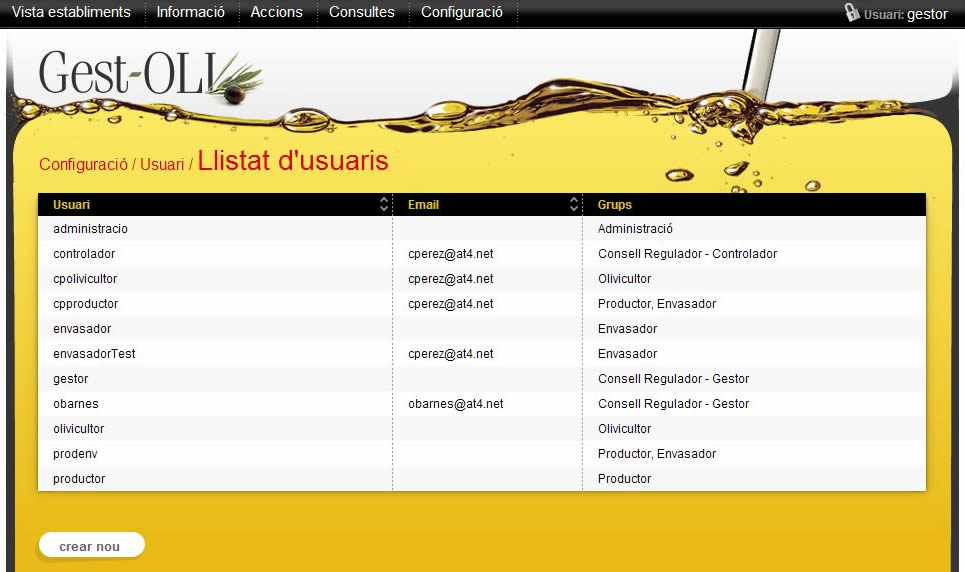 Vista establiments Informació Accions Consultes Configuració Usuari: gestor
Gest-OLI
Configuració / Usuari / Llistat d'usuaris
Usuari Email Grups
administracio Administració
controlador cperez@at4.net Consell Regulador - Controlador
cpolivicultor cperez@at4.net Olivicultor
cpproductor cperez@at4.net Productor, Envasador
envasador Envasador
envasadorTest cperez@at4.net Envasador
gestor Consell Regulador - Gestor
obarnes obarnes@at4.net Consell Regulador - Gestor
olivicultor Olivicultor
prodenv Productor, Envasador
productor Productor
crear nou